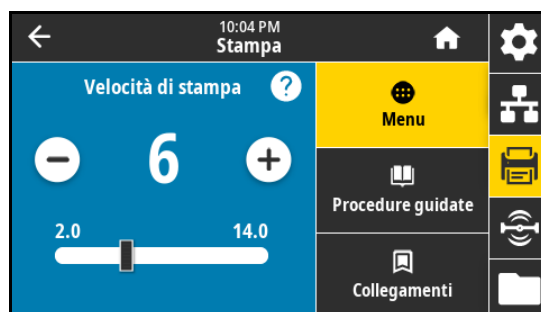 10:04 PM
Stampa
Velocità di stampa ?
6
2.0 14.0
Menu
Procedure guidate
Collegamenti